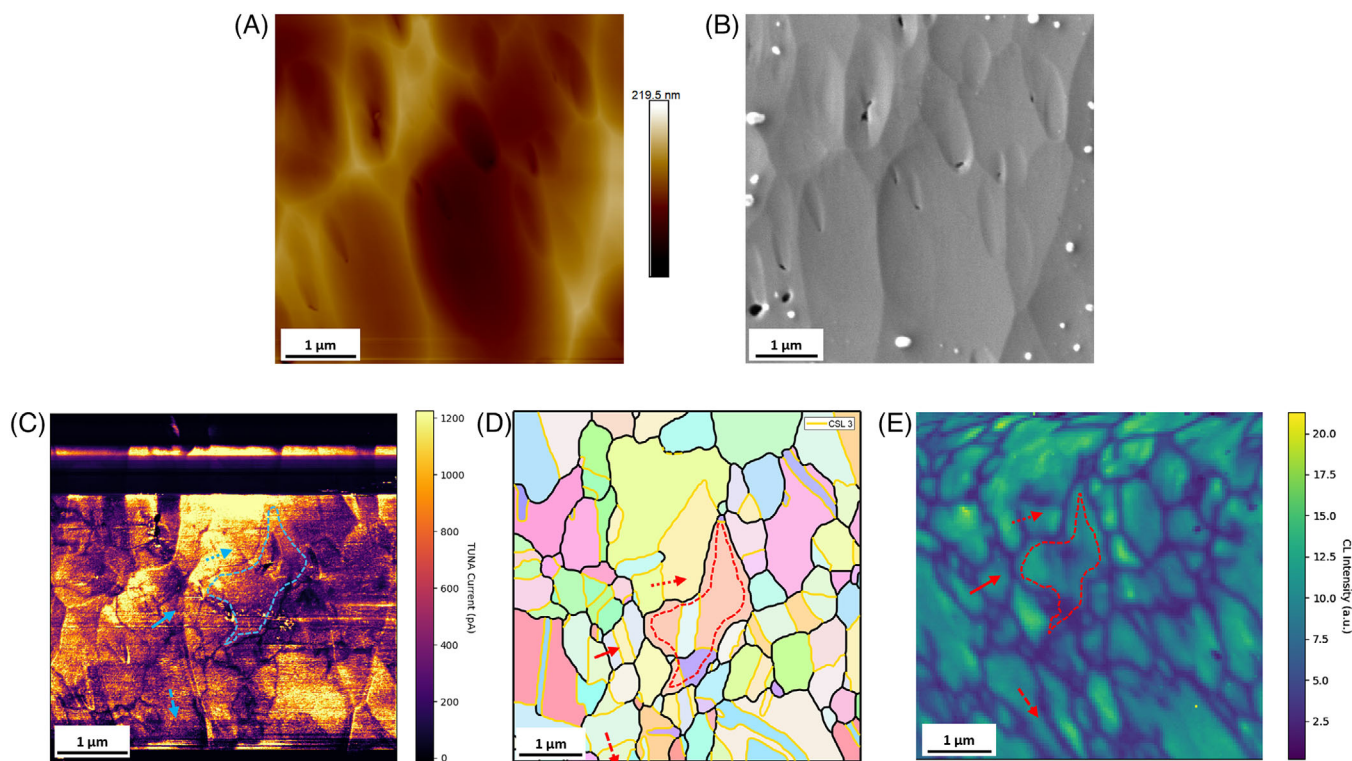 (A)
219.5 nm
1 μm
(B)
1 μm
(C)
1200
1000
800
600
400
200
0
TUNA Current (pA)
1 μm
(D)
CSL 3
1 μm
(E)
20.0
17.5
15.0
12.5
10.0
7.5
5.0
2.5
CL Intensity (a.u.)
1 μm